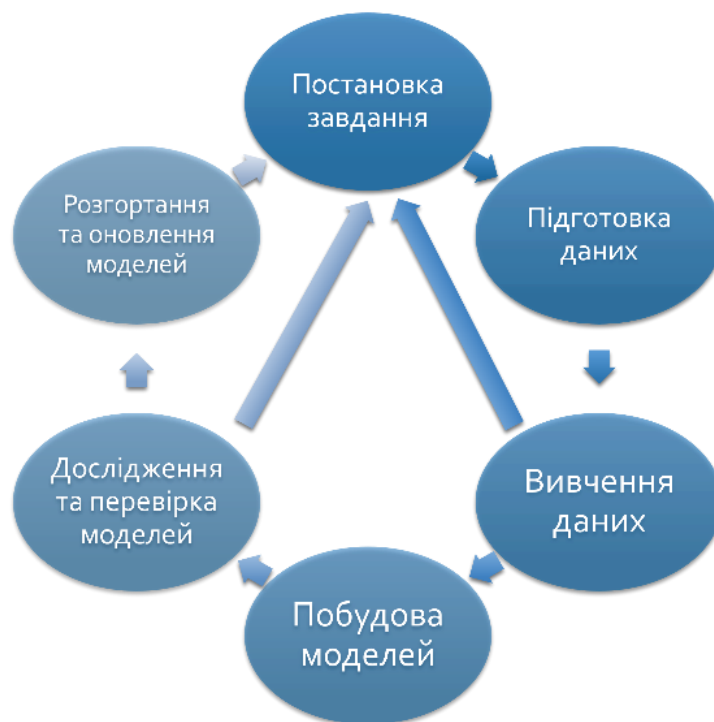 Постановка
завдання
Підготовка
даних
Вивчення
даних
Побудова
моделей
Дослідження
та перевірка
моделей
Розгортання
та оновлення
моделей